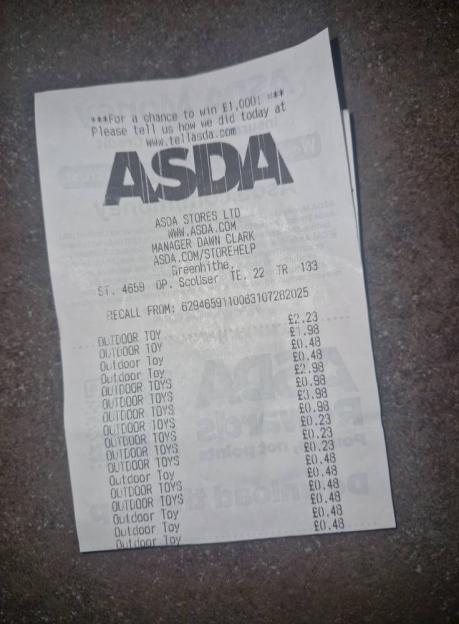 ***For a chance to win £1,000! ***
Please tell us how we did today at
www.tellasda.com
ASDA
ASDA STORES LTD
WWW.ASDA.COM
MANAGER DAWN CLARK
ASDA.COM/STOREHELP
Greenhithe.
ST. 4659 OP. ScoUser TE. 22 TR. 133
RECALL FROM: 6294659110063107282025
OUTDOOR TOY £2.23
OUTDOOR TOY £1.98
Outdoor Toy £0.48
Outdoor Toy £0.48
OUTDOOR TOYS £2.98
OUTDOOR TOYS £0.98
OUTDOOR TOYS £3.98
OUTDOOR TOYS £0.98
OUTDOOR TOYS £0.23
OUTDOOR TOYS £0.23
OUTDOOR TOYS £0.23
Outdoor Toy £0.48
OUTDOOR TOYS £0.48
OUTDOOR TOYS £0.48
Outdoor Toy £0.48
Outdoor Toy £0.48
Outdoor Toy £0.48